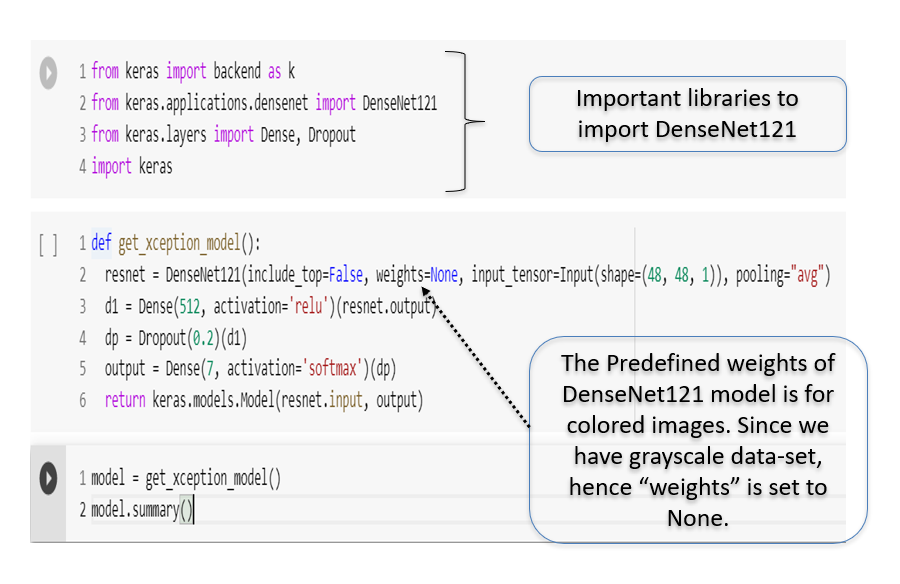 1 from keras import backend as k
2 from keras.applications.densenet import DenseNet121
3 from keras.layers import Dense, Dropout
4 import keras
Important libraries to
import DenseNet121
[ ] 1 def get_xception_model():
2 resnet = DenseNet121(include_top=False, weights=None, input_tensor=Input(shape=(48, 48, 1)), pooling="avg")
3 d1 = Dense(512, activation='relu')(resnet.output)
4 dp = Dropout(0.2)(d1)
5 output = Dense(7, activation='softmax')(dp)
6 return keras.models.Model(resnet.input, output)
The Predefined weights of
DenseNet121 model is for
colored images. Since we
have grayscale data-set,
hence “weights” is set to
None.
1 model = get_xception_model()
2 model.summary()